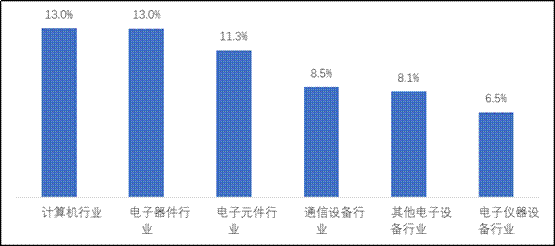 13.0%
13.0%
11.3%
8.5%
8.1%
6.5%
计算机行业
电子器件行
业
电子元件行
业
通信设备行
业
其他电子设
备行业
电子仪器设
备行业